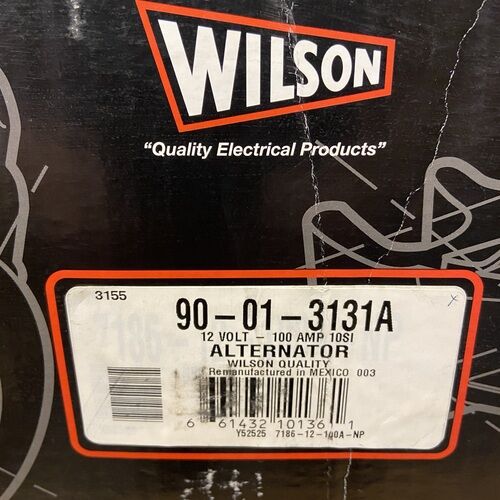 WILSON
"Quality Electrical Products"
3155
90-01-3131A
12 VOLT - 100 AMP 10SI
ALTERNATOR
WILSON QUALITY
Remanufactured in MEXICO 003
6 61432 10136 1
Y52525 7186-12-100A-NP